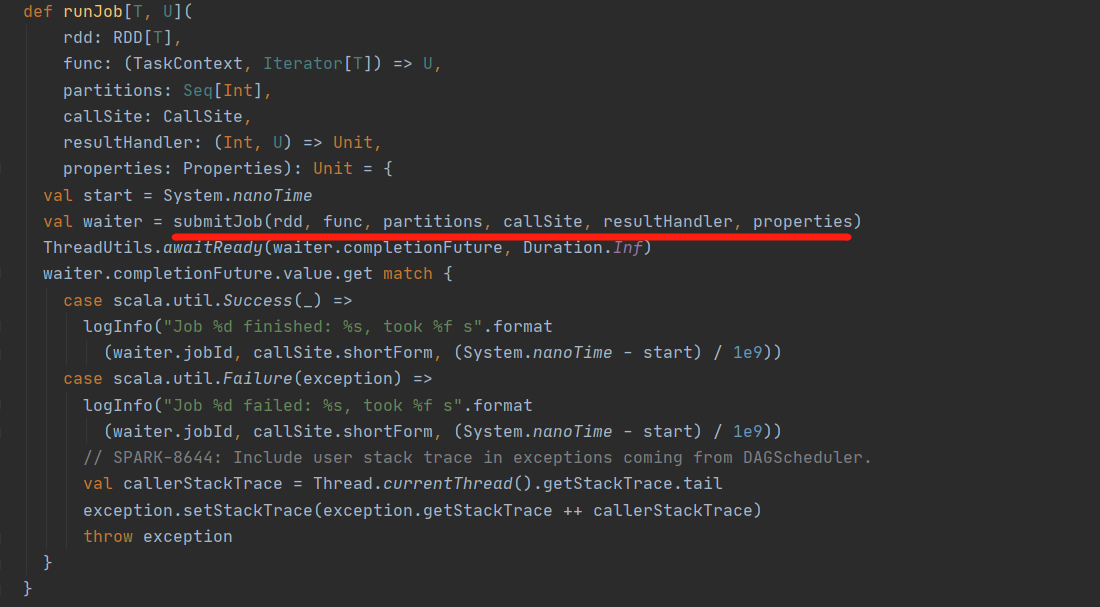 def runJob[T, U](
rdd: RDD[T],
func: (TaskContext, Iterator[T]) => U,
partitions: Seq[Int],
callSite: CallSite,
resultHandler: (Int, U) => Unit,
properties: Properties): Unit = {
val start = System.nanoTime
val waiter = submitJob(rdd, func, partitions, callSite, resultHandler, properties)
ThreadUtils.awaitReady(waiter.completionFuture, Duration.Inf)
waiter.completionFuture.value.get match {
case scala.util.Success(_) =>
logInfo("Job %d finished: %s, took %f s".format
(waiter.jobId, callSite.shortForm, (System.nanoTime - start) / 1e9))
case scala.util.Failure(exception) =>
logInfo("Job %d failed: %s, took %f s".format
(waiter.jobId, callSite.shortForm, (System.nanoTime - start) / 1e9))
// SPARK-8644: Include user stack trace in exceptions coming from DAGScheduler.
val callerStackTrace = Thread.currentThread().getStackTrace.tail
exception.setStackTrace(exception.getStackTrace ++ callerStackTrace)
throw exception
}
}